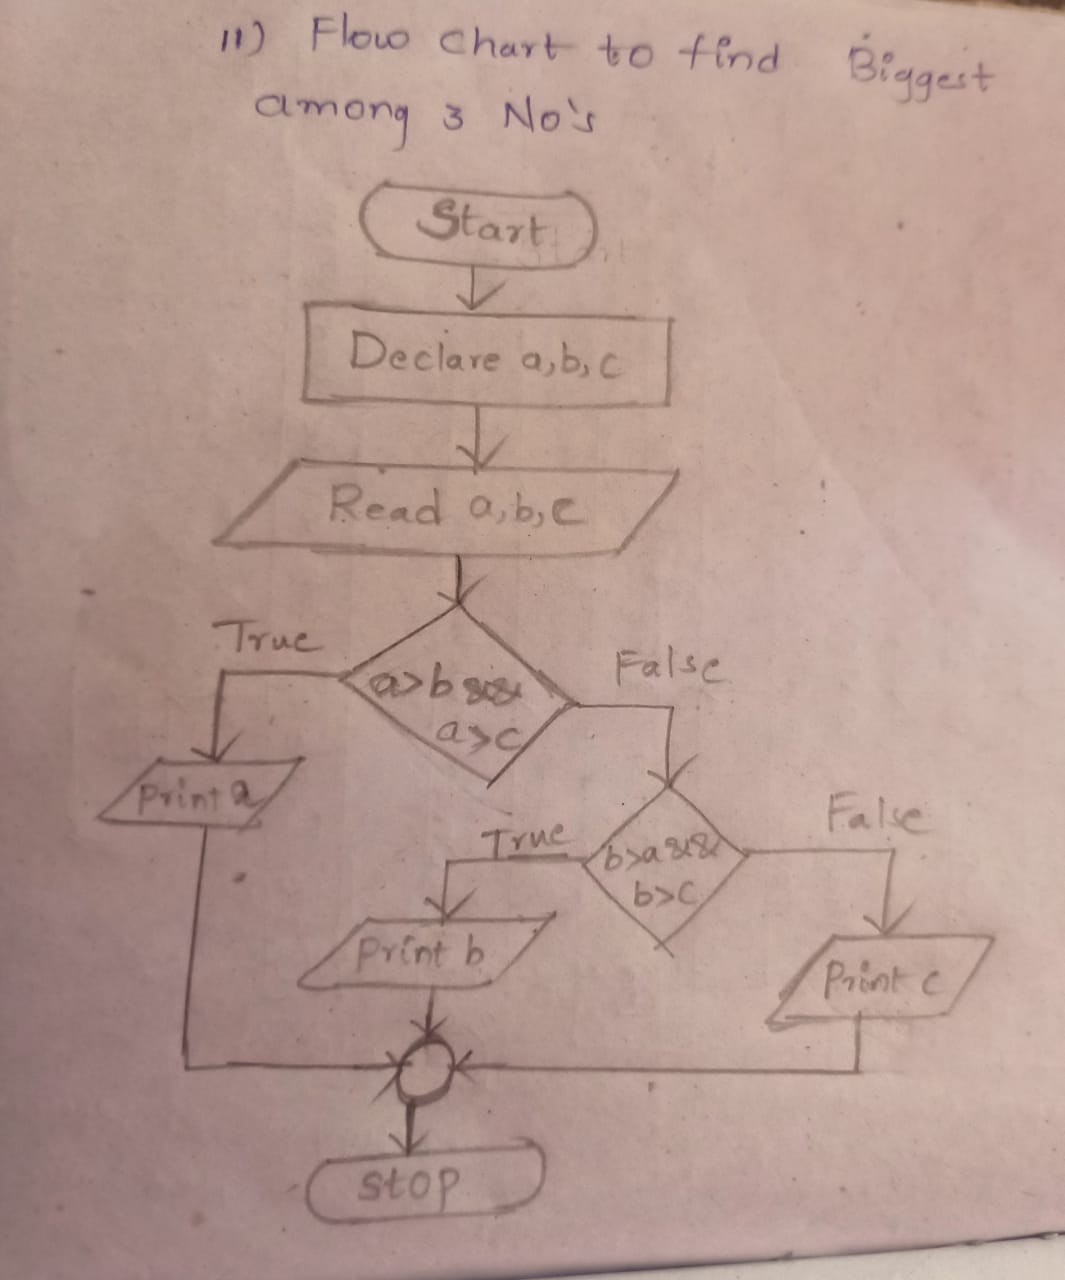 11) Flow chart to find Biggest
among 3 No's
Start
Declare a,b,c
Read a,b,c
True
False
a>b &&
a>c
Print a
True
False
b>a &&
b>c
Print b
Print c
stop